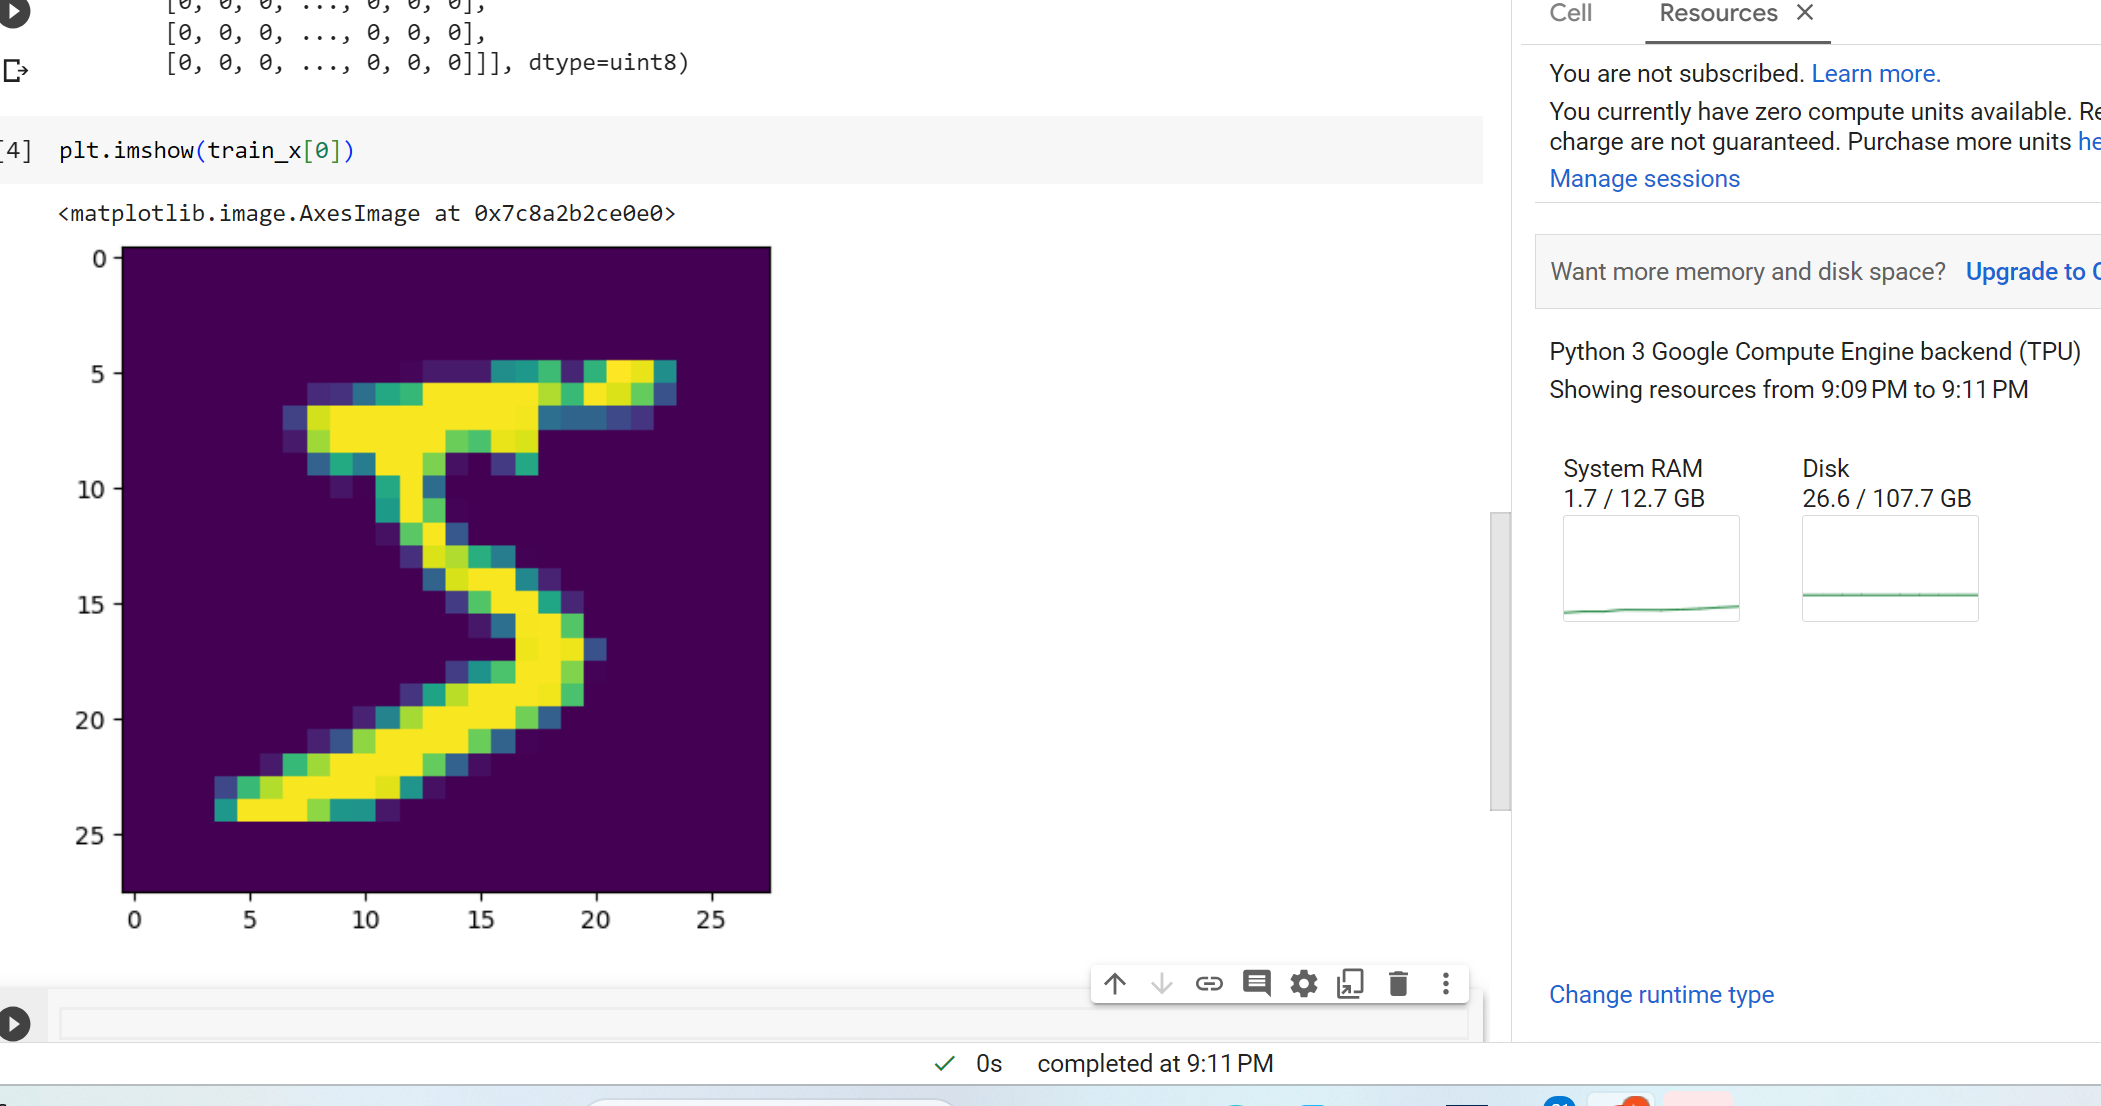 [0, 0, 0, ..., 0, 0, 0],
[0, 0, 0, ..., 0, 0, 0],
[0, 0, 0, ..., 0, 0, 0]]], dtype=uint8)
[4] plt.imshow(train_x[0])
<matplotlib.image.AxesImage at 0x7c8a2b2ce0e0>
0
5
10
15
20
25
0 5 10 15 20 25
0s completed at 9:11 PM
Cell Resources
You are not subscribed. Learn more.
You currently have zero compute units available. Re
charge are not guaranteed. Purchase more units he
Manage sessions
Want more memory and disk space? Upgrade to C
Python 3 Google Compute Engine backend (TPU)
Showing resources from 9:09 PM to 9:11 PM
System RAM Disk
1.7 / 12.7 GB 26.6 / 107.7 GB
Change runtime type